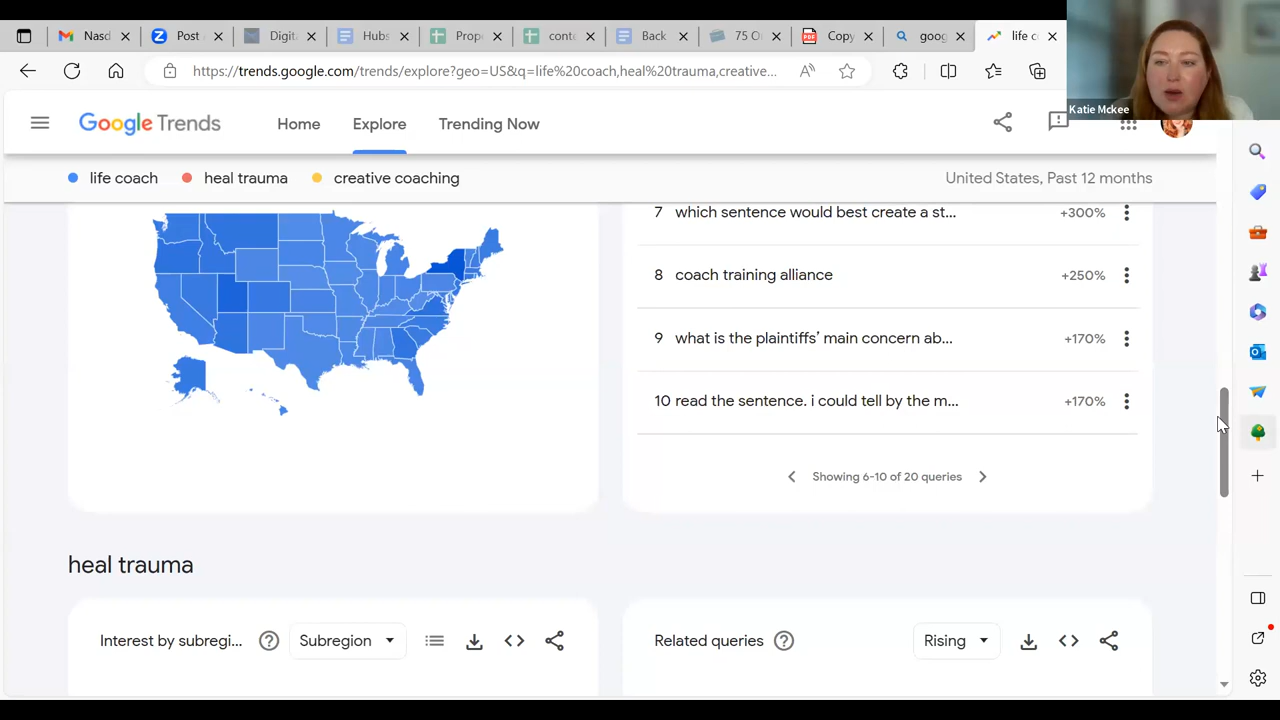 Nasd
Post
Digit
Hubs
Prop
conte
Back
75 O
Copy
goog
life c
https://trends.google.com/trends/explore?geo=US&q=life%20coach,heal%20trauma,creative...
Katie Mckee
Google Trends
Home
Explore
Trending Now
life coach
heal trauma
creative coaching
United States, Past 12 months
7 which sentence would best create a st... +300%
8 coach training alliance +250%
9 what is the plaintiffs’ main concern ab... +170%
10 read the sentence. i could tell by the m... +170%
Showing 6-10 of 20 queries
heal trauma
Interest by subregi...
Subregion
Related queries
Rising